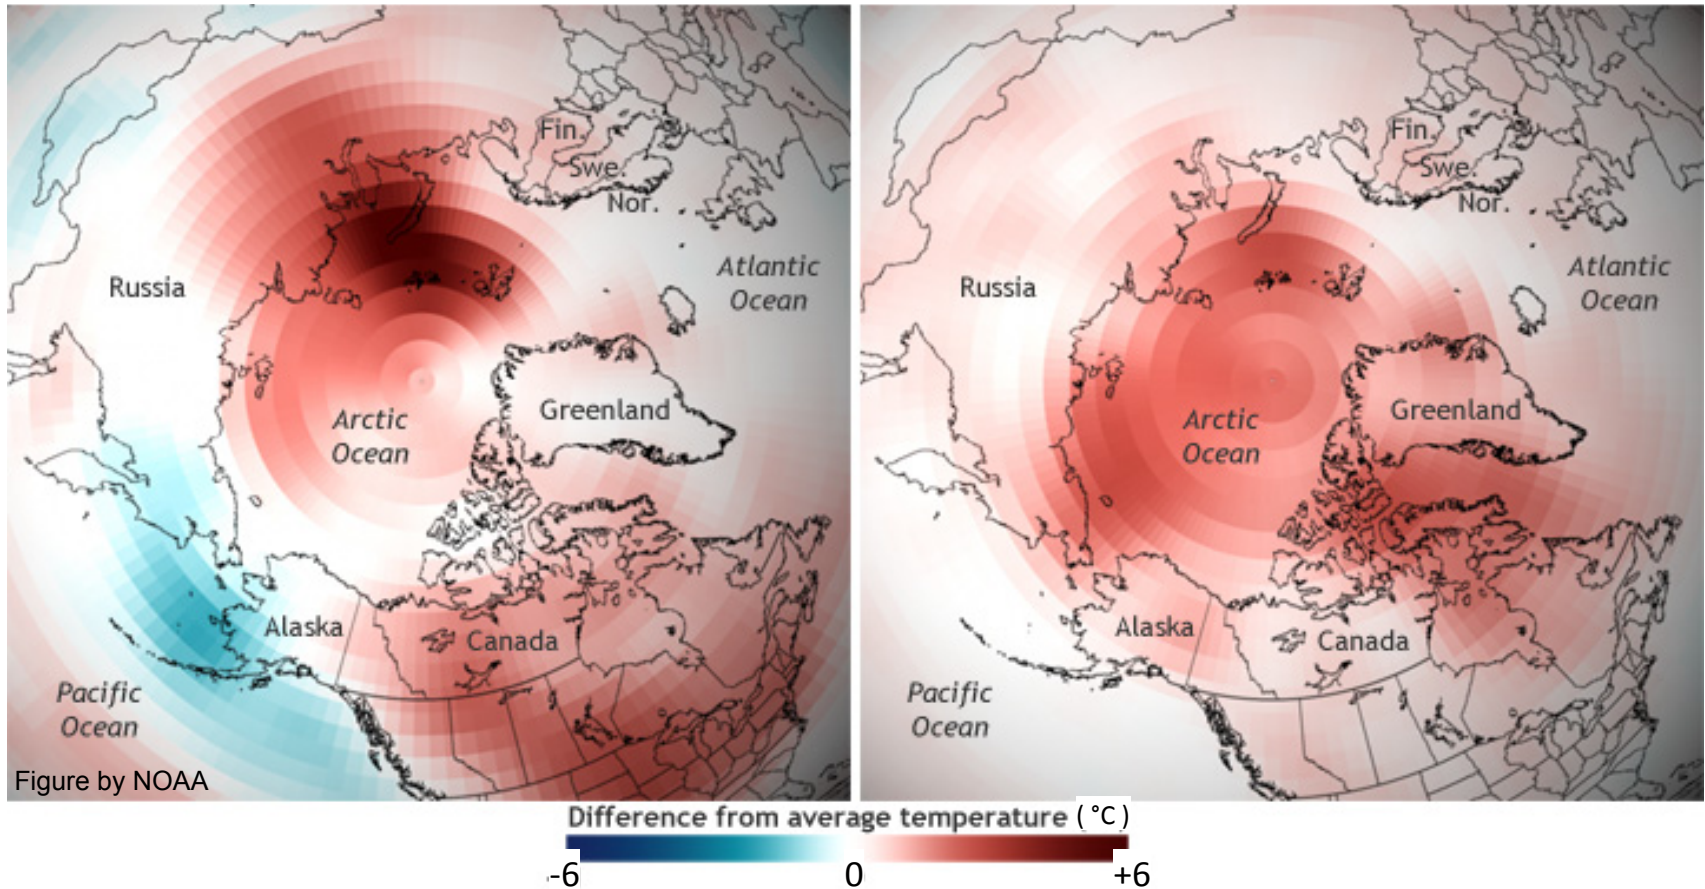 Fin.
Swe.
Nor.
Atlantic
Ocean
Russia
Greenland
Arctic
Ocean
Alaska
Canada
Pacific
Ocean
Figure by NOAA
Fin.
Swe.
Nor.
Atlantic
Ocean
Russia
Greenland
Arctic
Ocean
Alaska
Canada
Pacific
Ocean
Difference from average temperature (°C)
-6 0 +6